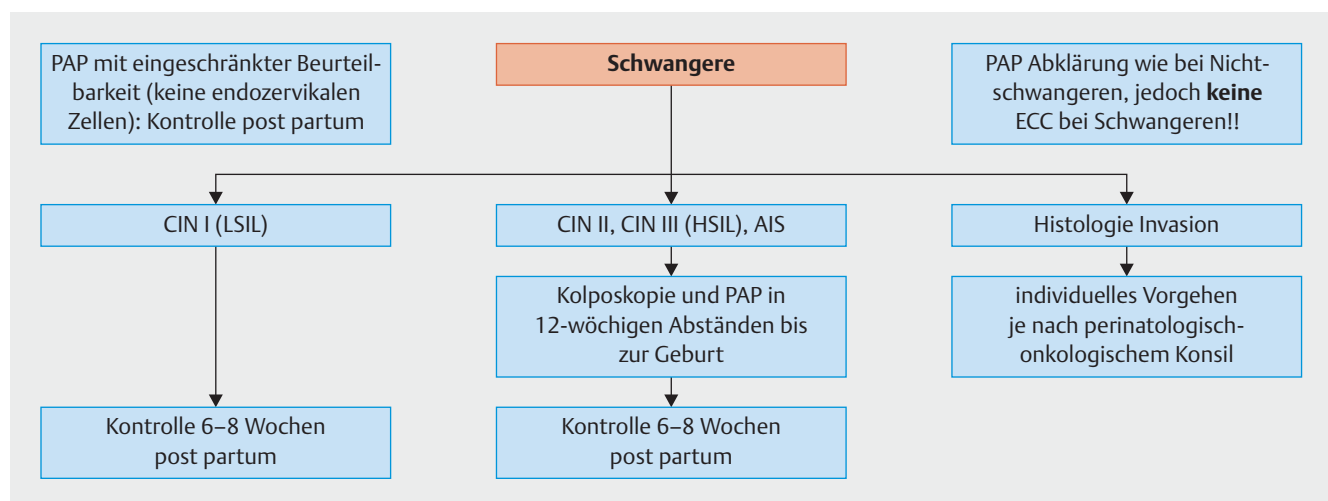 PAP mit eingeschränkter Beurteil-
barkeit (keine endozervikalen
Zellen): Kontrolle post partum
Schwangere
PAP Abklärung wie bei Nicht-
schwangeren, jedoch keine
ECC bei Schwangeren!!
CIN I (LSIL)
CIN II, CIN III (HSIL), AIS
Histologie Invasion
Kolposkopie und PAP in
12-wöchigen Abständen bis
zur Geburt
individuelles Vorgehen
je nach perinatologisch-
onkologischem Konsil
Kontrolle 6–8 Wochen
post partum
Kontrolle 6–8 Wochen
post partum